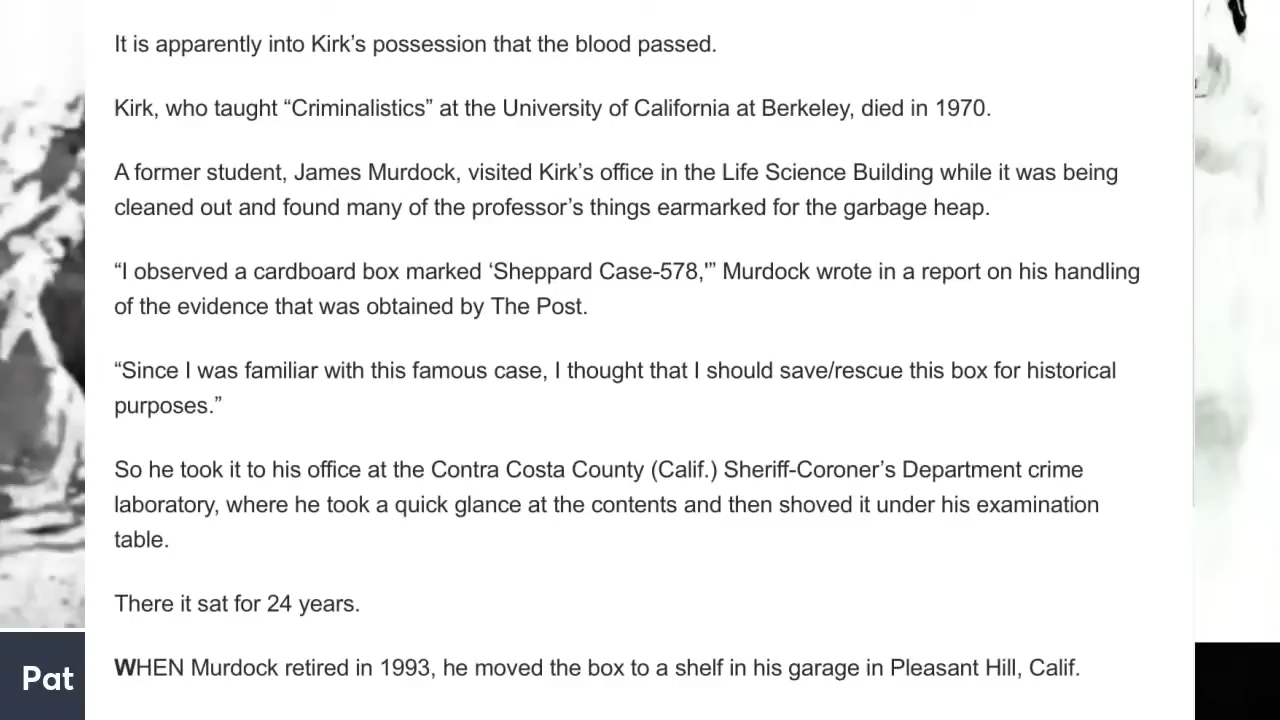 It is apparently into Kirk’s possession that the blood passed.
Kirk, who taught “Criminalistics” at the University of California at Berkeley, died in 1970.
A former student, James Murdock, visited Kirk’s office in the Life Science Building while it was being
cleaned out and found many of the professor’s things earmarked for the garbage heap.
“I observed a cardboard box marked ‘Sheppard Case-578,'” Murdock wrote in a report on his handling
of the evidence that was obtained by The Post.
“Since I was familiar with this famous case, I thought that I should save/rescue this box for historical
purposes.”
So he took it to his office at the Contra Costa County (Calif.) Sheriff-Coroner’s Department crime
laboratory, where he took a quick glance at the contents and then shoved it under his examination
table.
There it sat for 24 years.
WHEN Murdock retired in 1993, he moved the box to a shelf in his garage in Pleasant Hill, Calif.
Pat